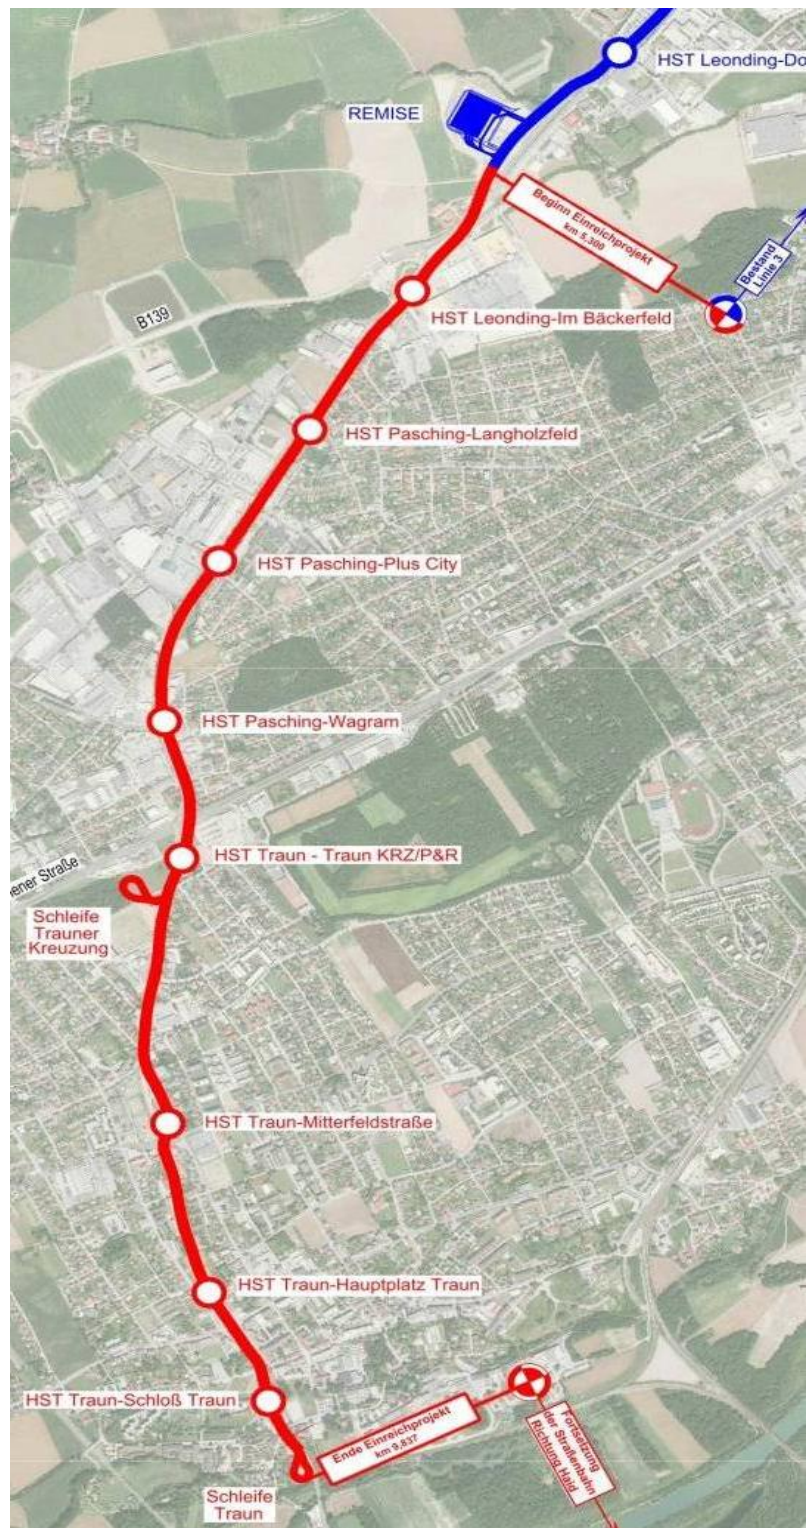 HST Leonding-Do
REMISE
Beginn Einreichprojekt
km 5,300
Bestand
Linie 3
B139
HST Leonding-Im Bäckerfeld
HST Pasching-Langholzfeld
HST Pasching-Plus City
HST Pasching-Wagram
HST Traun - Traun KRZ/P&R
ener Straße
Schleife
Trauner
Kreuzung
HST Traun-Mitterfeldstraße
HST Traun-Hauptplatz Traun
HST Traun-Schloß Traun
Ende Einreichprojekt
km 9,837
Fortsetzung
der Straßenbahn
Richtung Haid
Schleife
Traun